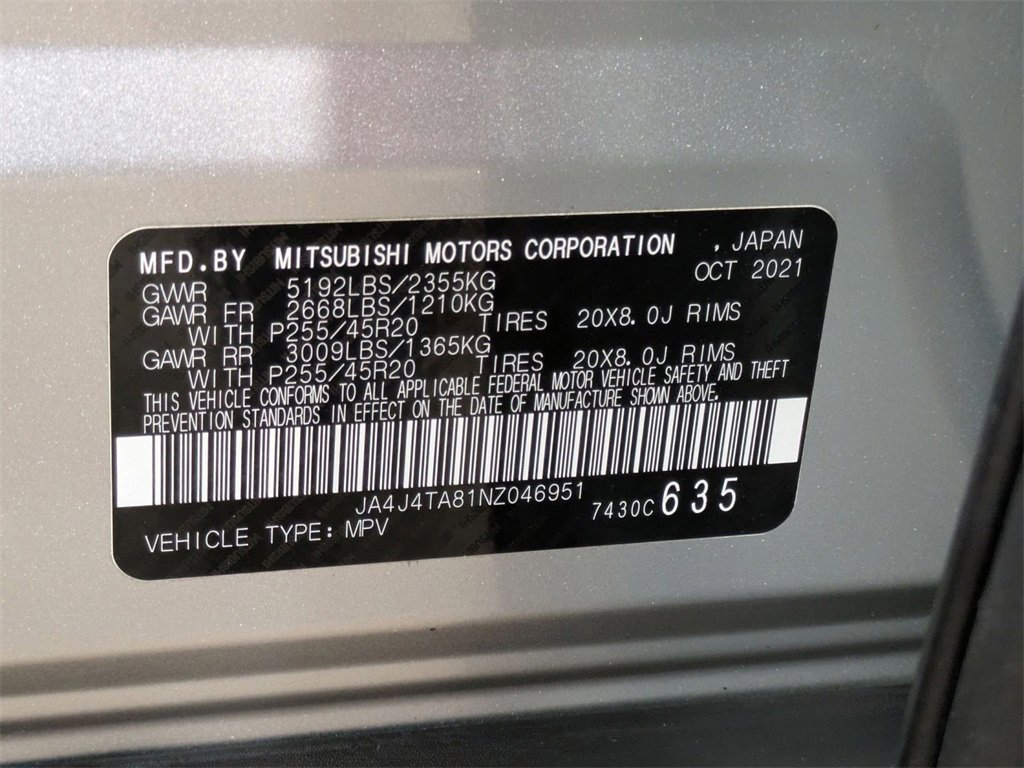 MFD.BY MITSUBISHI MOTORS CORPORATION , JAPAN
OCT 2021
GVWR 5192LBS/2355KG
GAWR FR 2668LBS/1210KG
WITH P255/45R20 TIRES 20X8.0J RIMS
GAWR RR 3009LBS/1365KG
WITH P255/45R20 TIRES 20X8.0J RIMS
THIS VEHICLE CONFORMS TO ALL APPLICABLE FEDERAL MOTOR VEHICLE SAFETY AND THEFT
PREVENTION STANDARDS IN EFFECT ON THE DATE OF MANUFACTURE SHOWN ABOVE.
JA4J4TA81NZ046951 7430C 635
VEHICLE TYPE: MPV